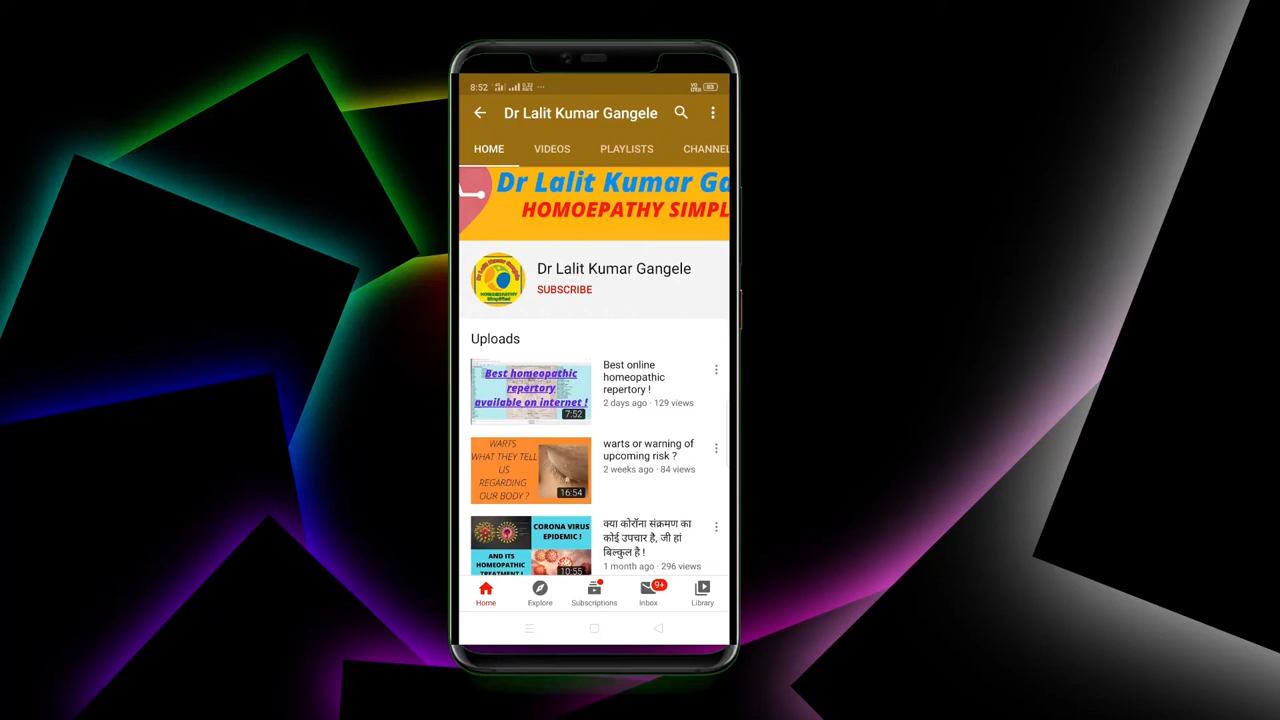 8:52
Dr Lalit Kumar Gangele
HOME VIDEOS PLAYLISTS CHANNEL
Dr Lalit Kumar Ga
HOMOEPATHY SIMPL
Dr Lalit Kumar Gangele
SUBSCRIBE
Uploads
Best homeopathic
repertory
available on internet !
7:52
Best online
homeopathic
repertory !
2 days ago · 129 views
WARTS
WHAT THEY TELL
US
REGARDING
OUR BODY ?
16:54
warts or warning of
upcoming risk ?
2 weeks ago · 84 views
CORONA VIRUS
EPIDEMIC !
AND ITS
HOMEOPATHIC
TREATMENT !
10:55
क्या कोरॉना संक्रमण का
कोई उपचार है, जी हां
बिल्कुल है !
1 month ago · 296 views
9+
Home Explore Subscriptions Inbox Library